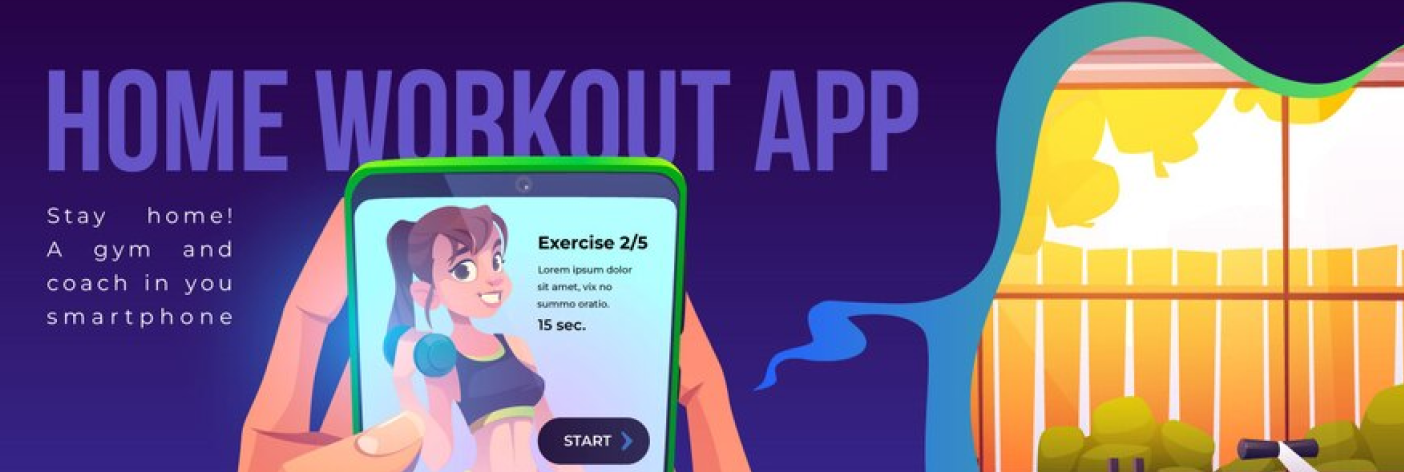 HOME WORKOUT APP
Stay home!
A gym and
coach in you
smartphone
Exercise 2/5
Lorem ipsum dolor
sit amet, vix no
summo oratio.
15 sec.
START